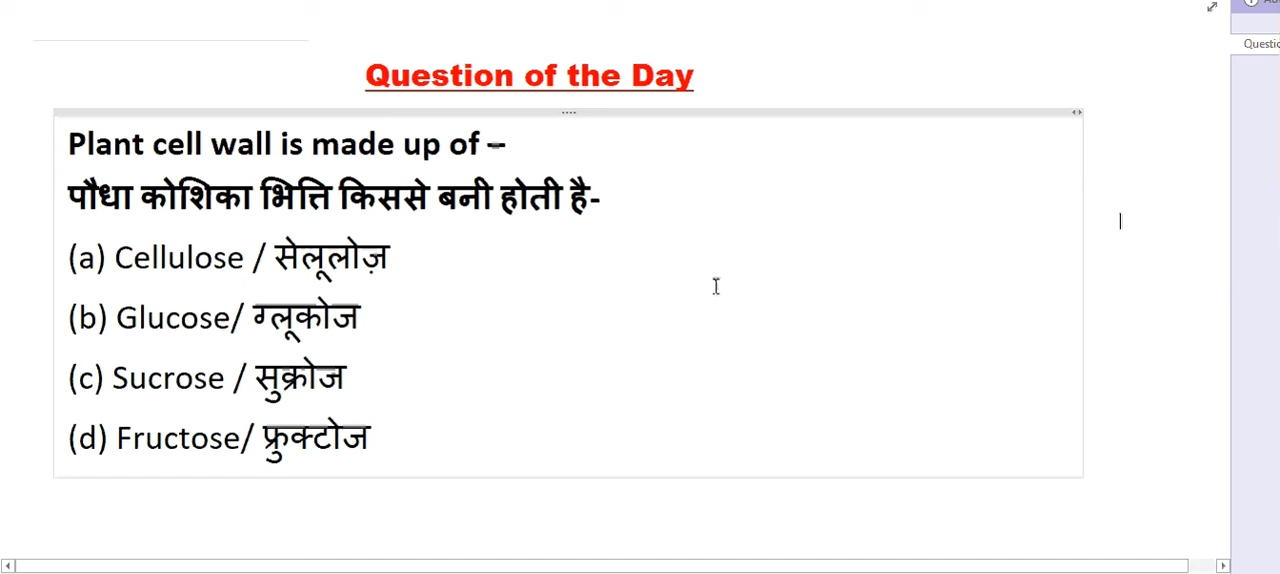 Question of the Day
Plant cell wall is made up of –
पौधा कोशिका भित्ति किससे बनी होती है-
(a) Cellulose / सेलूलोज़
(b) Glucose/ ग्लूकोज
(c) Sucrose / सुक्रोज
(d) Fructose/ फ्रुक्टोज